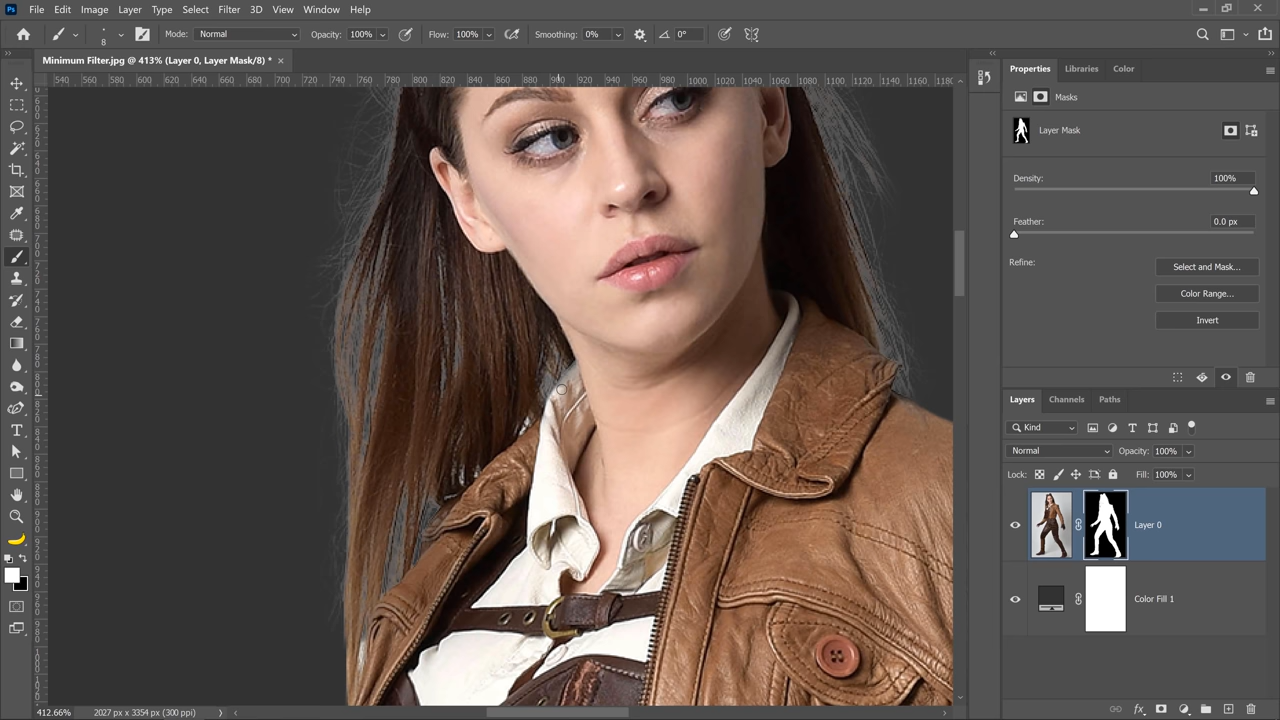 Ps File Edit Image Layer Type Select Filter 3D View Window Help
8 Mode: Normal Opacity: 100% Flow: 100% Smoothing: 0% 0°
Minimum Filter.jpg @ 413% (Layer 0, Layer Mask/8) * ×
540 560 580 600 620 640 660 680 700 720 740 760 780 800 820 840 860 880 900 920 940 960 980 1000 1020 1040 1060 1080 1100 1120 1140 1160 1180
Properties Libraries Color
Masks
Layer Mask
Density: 100%
Feather: 0.0 px
Refine: Select and Mask...
Color Range...
Invert
Layers Channels Paths
Kind
Normal Opacity: 100%
Lock: Fill: 100%
Layer 0
Color Fill 1
412.66% 2027 px x 3354 px (300 ppi)